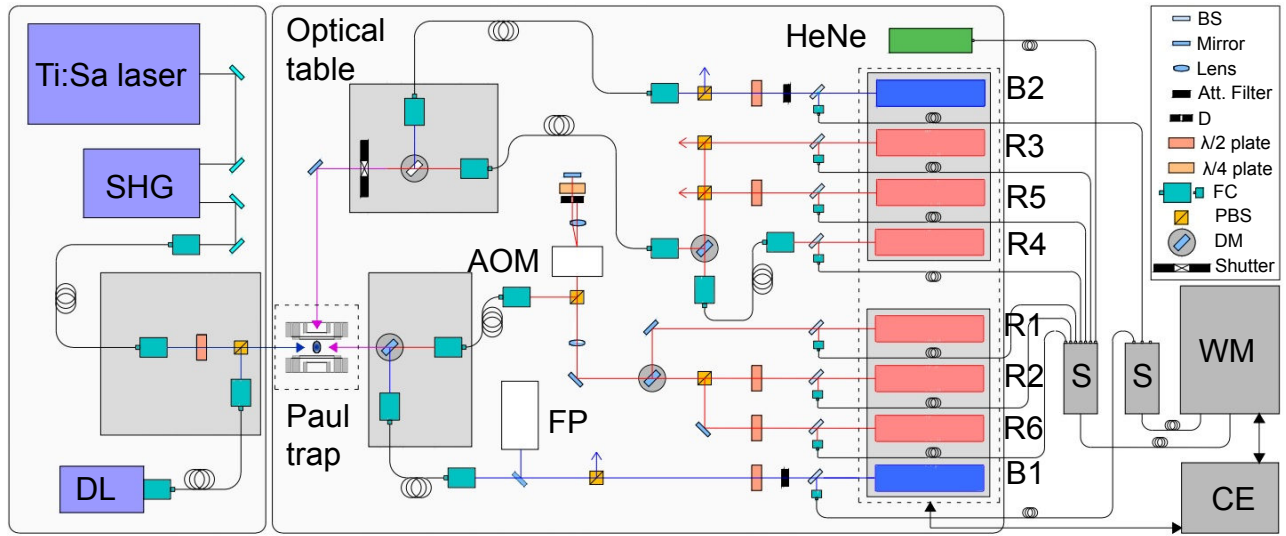 Ti:Sa laser
SHG
DL
Optical
table
HeNe
AOM
FP
Paul
trap
B2
R3
R5
R4
R1
R2
R6
B1
S
S
WM
CE
BS
Mirror
Lens
Att. Filter
D
λ/2 plate
λ/4 plate
FC
PBS
DM
Shutter